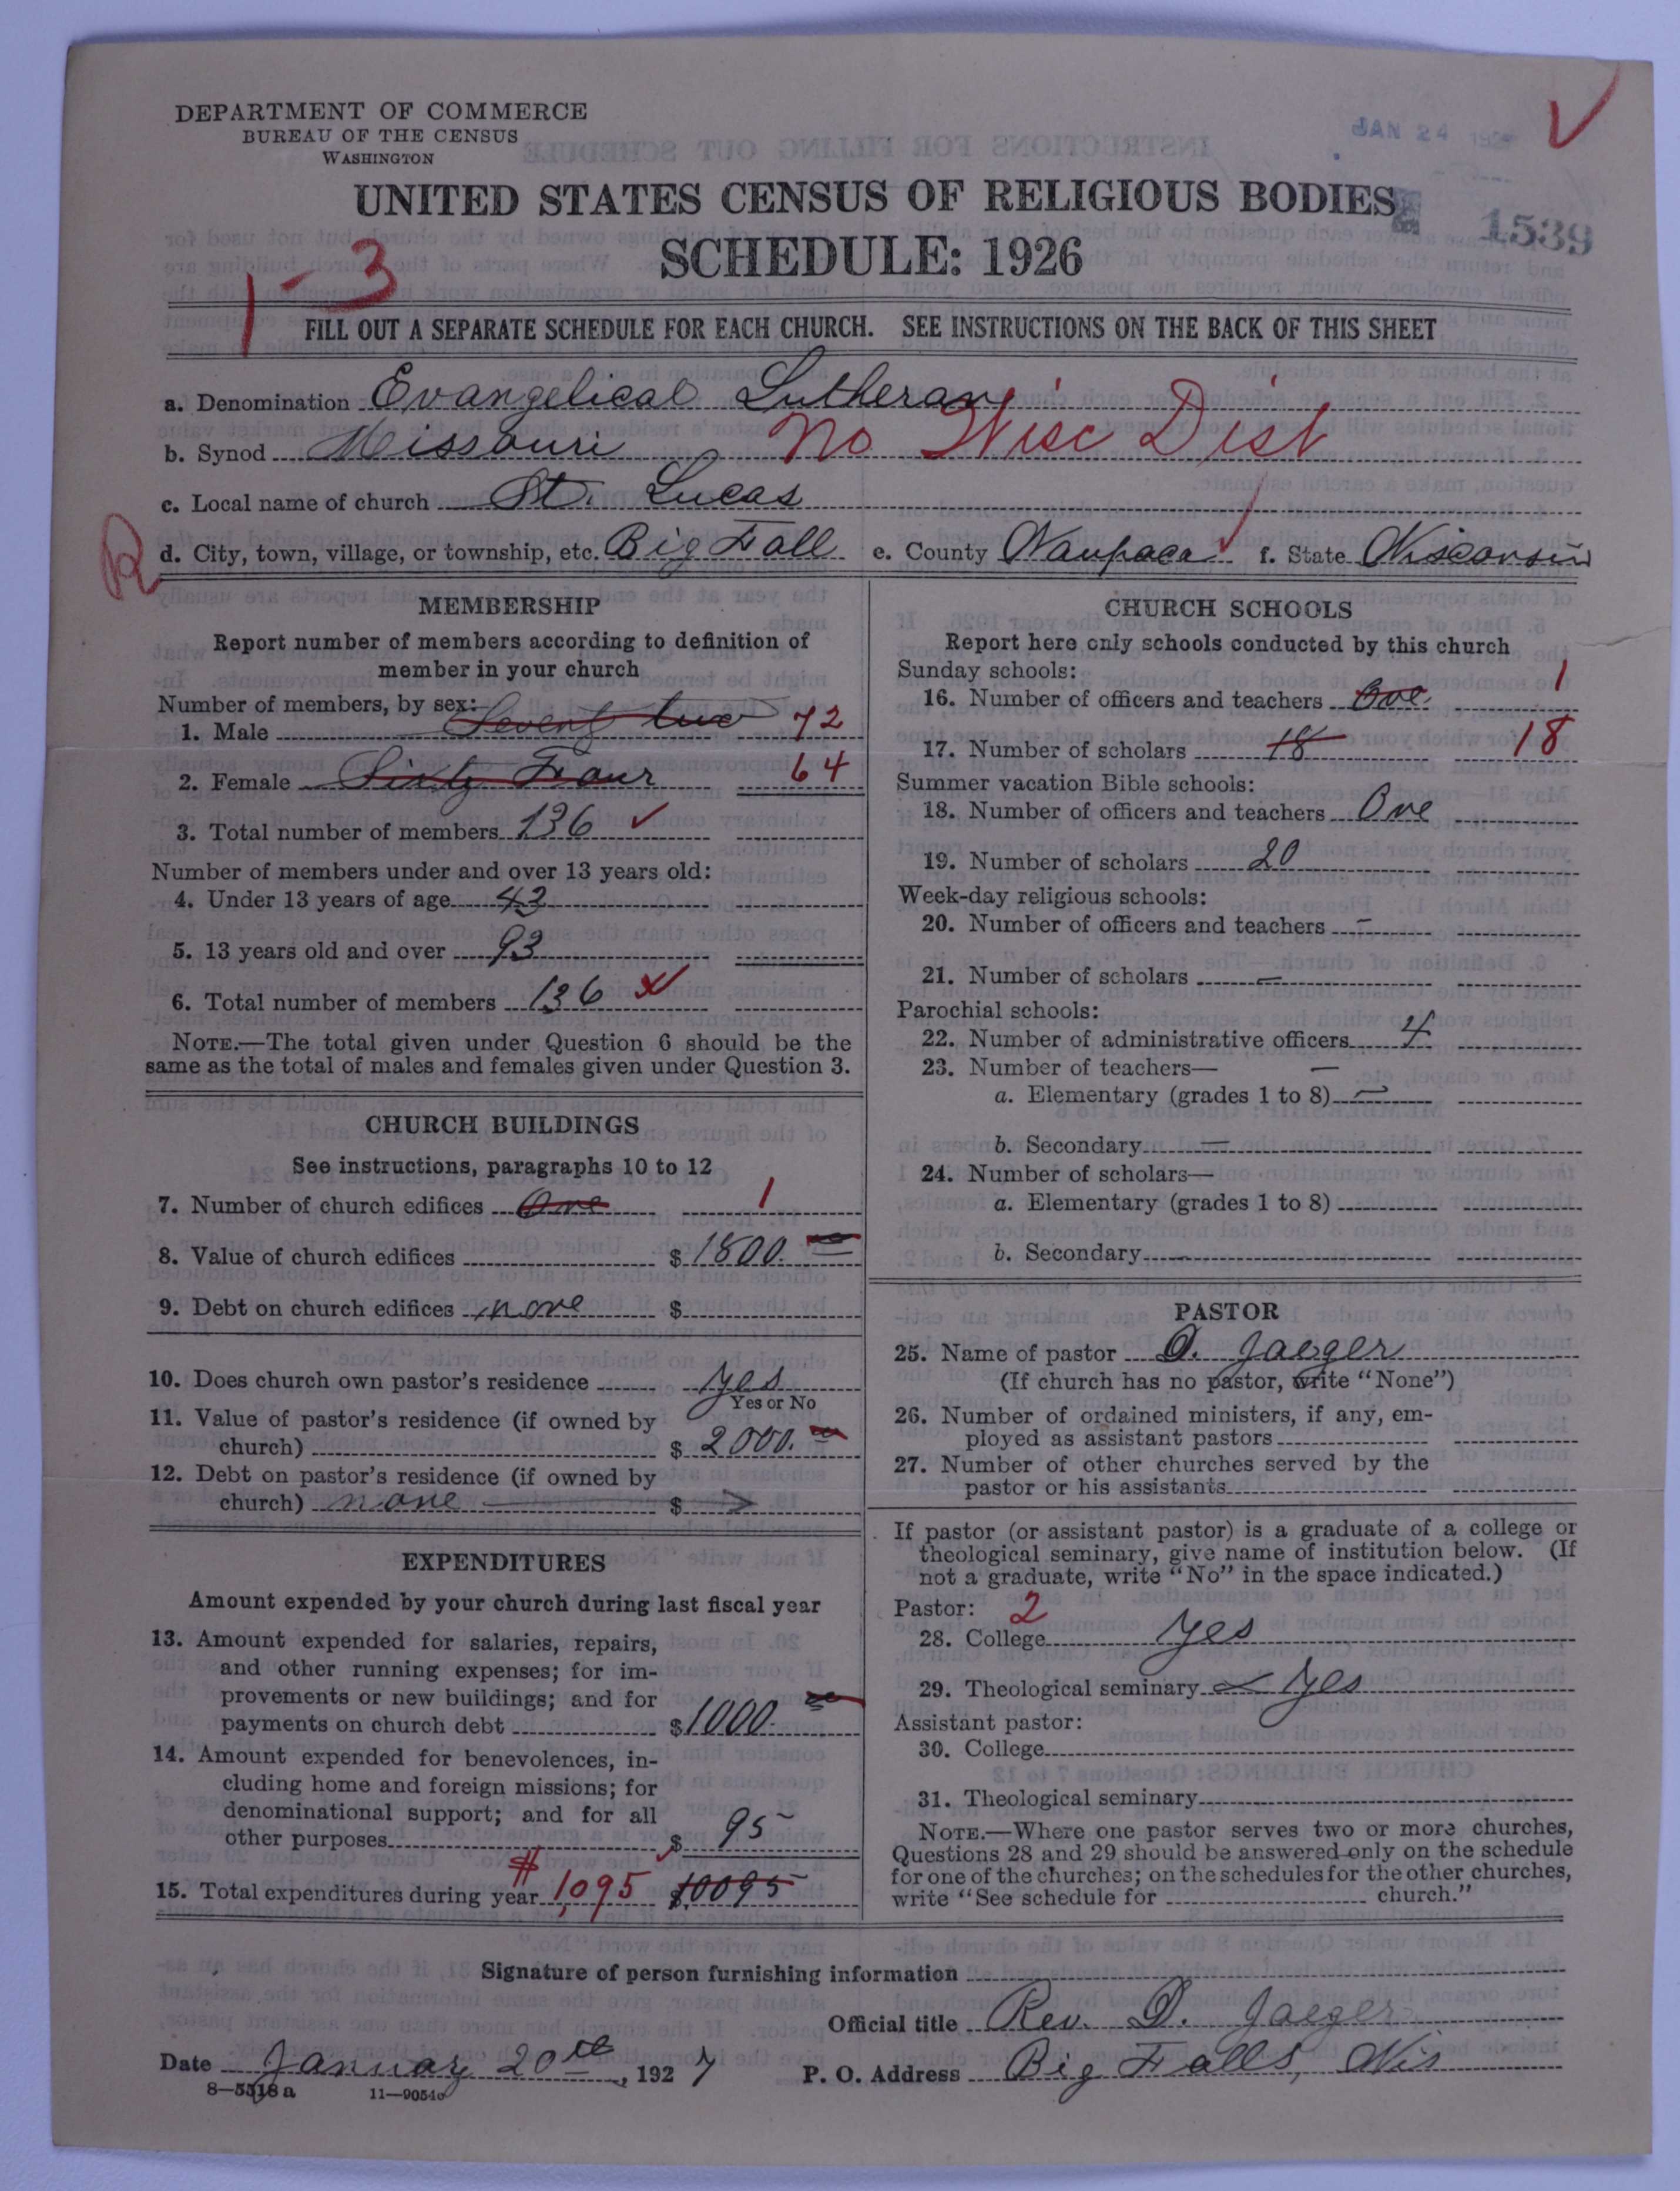 DEPARTMENT OF COMMERCE
BUREAU OF THE CENSUS
WASHINGTON
JAN 24
UNITED STATES CENSUS OF RELIGIOUS BODIES
1539
SCHEDULE: 1926
1-3
FILL OUT A SEPARATE SCHEDULE FOR EACH CHURCH. SEE INSTRUCTIONS ON THE BACK OF THIS SHEET
a. Denomination Evangelical Lutheran
b. Synod Missouri No Wisc Dist
c. Local name of church St. Lucas
R
d. City, town, village, or township, etc. Big Fall e. County Waupaca f. State Wisconsin
MEMBERSHIP
Report number of members according to definition of
member in your church
Number of members, by sex:
1. Male Seventy two 72
2. Female Sixty Four 64
3. Total number of members 136 ✓
Number of members under and over 13 years old:
4. Under 13 years of age 43
5. 13 years old and over 93
6. Total number of members 136
NOTE.—The total given under Question 6 should be the
same as the total of males and females given under Question 3.
CHURCH BUILDINGS
See instructions, paragraphs 10 to 12
7. Number of church edifices One 1
8. Value of church edifices $ 1800.
9. Debt on church edifices none $
10. Does church own pastor's residence yes
Yes or No
11. Value of pastor's residence (if owned by
church) $ 2000.
12. Debt on pastor's residence (if owned by
church) none $
EXPENDITURES
Amount expended by your church during last fiscal year
13. Amount expended for salaries, repairs,
and other running expenses; for im-
provements or new buildings; and for
payments on church debt $ 1000.
14. Amount expended for benevolences, in-
cluding home and foreign missions; for
denominational support; and for all
other purposes $ 95
15. Total expenditures during year $1,095 $10095
CHURCH SCHOOLS
Report here only schools conducted by this church
Sunday schools:
16. Number of officers and teachers One 1
17. Number of scholars 18 18
Summer vacation Bible schools:
18. Number of officers and teachers One
19. Number of scholars 20
Week-day religious schools:
20. Number of officers and teachers –
21. Number of scholars –
Parochial schools:
22. Number of administrative officers 4
23. Number of teachers— –
a. Elementary (grades 1 to 8) –
b. Secondary –
24. Number of scholars—
a. Elementary (grades 1 to 8)
b. Secondary
PASTOR
25. Name of pastor O. Jaeger
(If church has no pastor, write "None")
26. Number of ordained ministers, if any, em-
ployed as assistant pastors
27. Number of other churches served by the
pastor or his assistants
If pastor (or assistant pastor) is a graduate of a college or
theological seminary, give name of institution below. (If
not a graduate, write "No" in the space indicated.)
Pastor: 2
28. College yes
29. Theological seminary yes
Assistant pastor:
30. College
31. Theological seminary
NOTE.—Where one pastor serves two or more churches,
Questions 28 and 29 should be answered only on the schedule
for one of the churches; on the schedules for the other churches,
write "See schedule for church."
Signature of person furnishing information
Official title Rev. O. Jaeger
Date January 20th, 1927 P. O. Address Big Falls, Wis
8—5318 a 11—9054